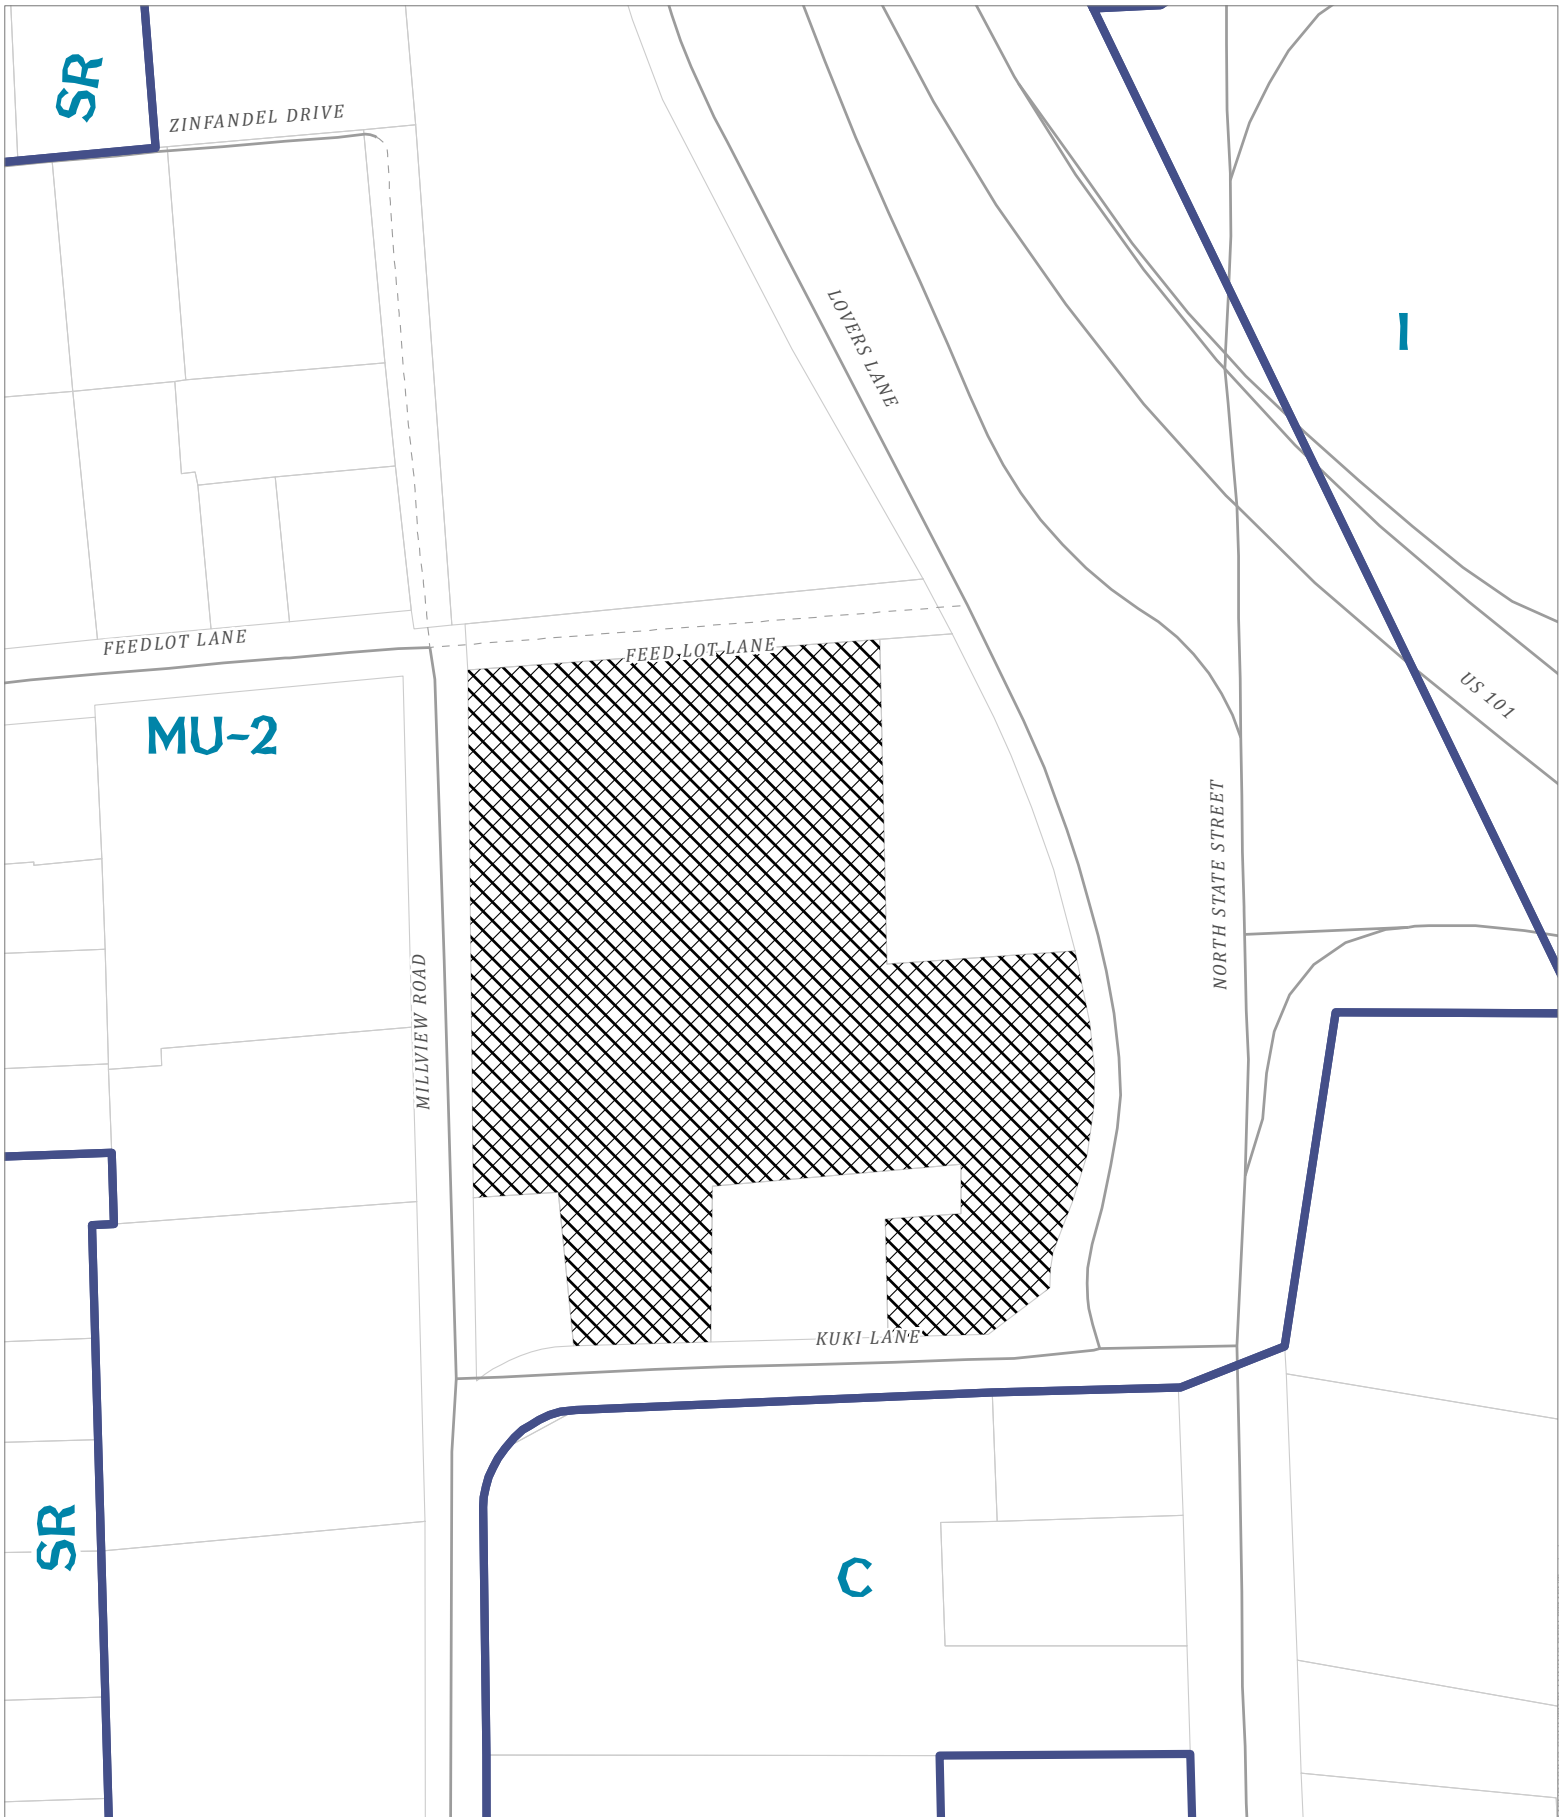 SR
ZINFANDEL DRIVE
LOVERS LANE
I
FEEDLOT LANE
FEED LOT LANE
MU-2
US 101
NORTH STATE STREET
MILLVIEW ROAD
KUKI LANE
SR
C